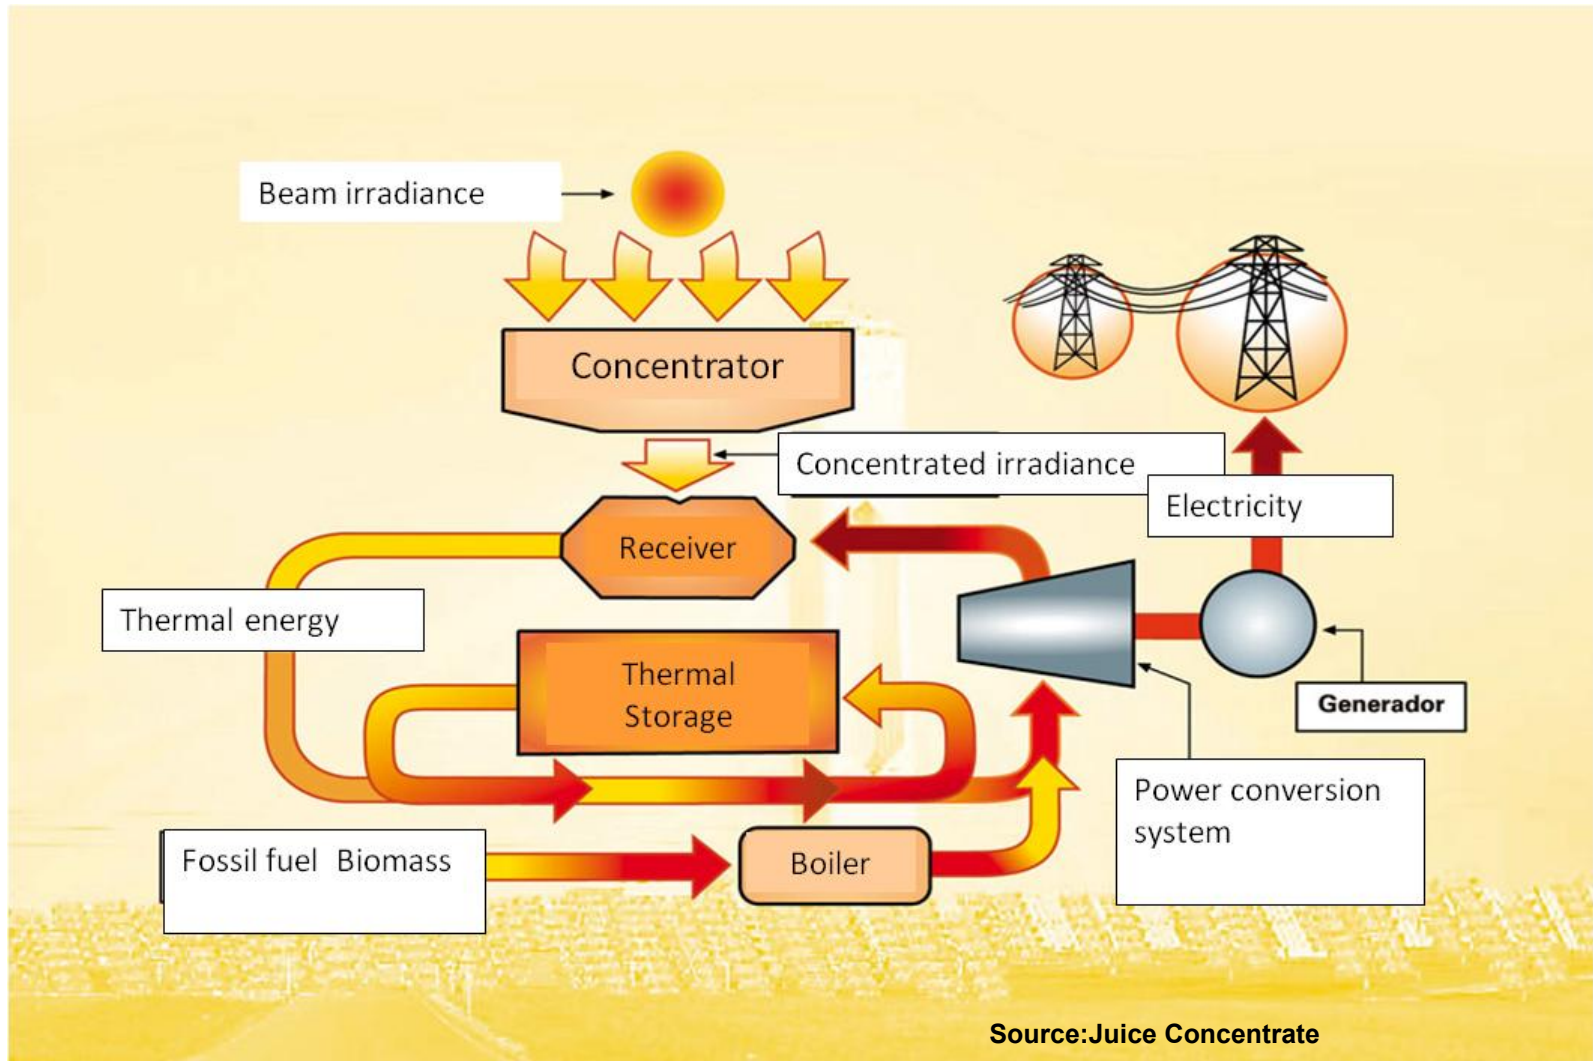 Beam irradiance
Concentrator
Concentrated irradiance
Electricity
Receiver
Thermal energy
Thermal
Storage
Generador
Power conversion
system
Fossil fuel  Biomass
Boiler
Source:Juice Concentrate